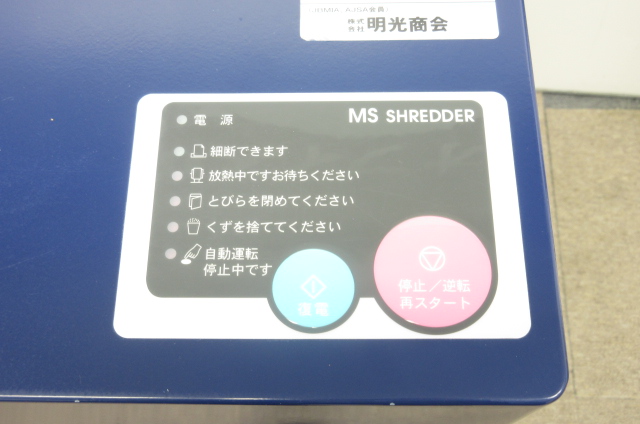 株式会社 明光商会
電源
MS SHREDDER
細断できます
放熱中ですお待ちください
とびらを閉めてください
くずを捨ててください
自動運転
停止中です
停止／逆転
再スタート